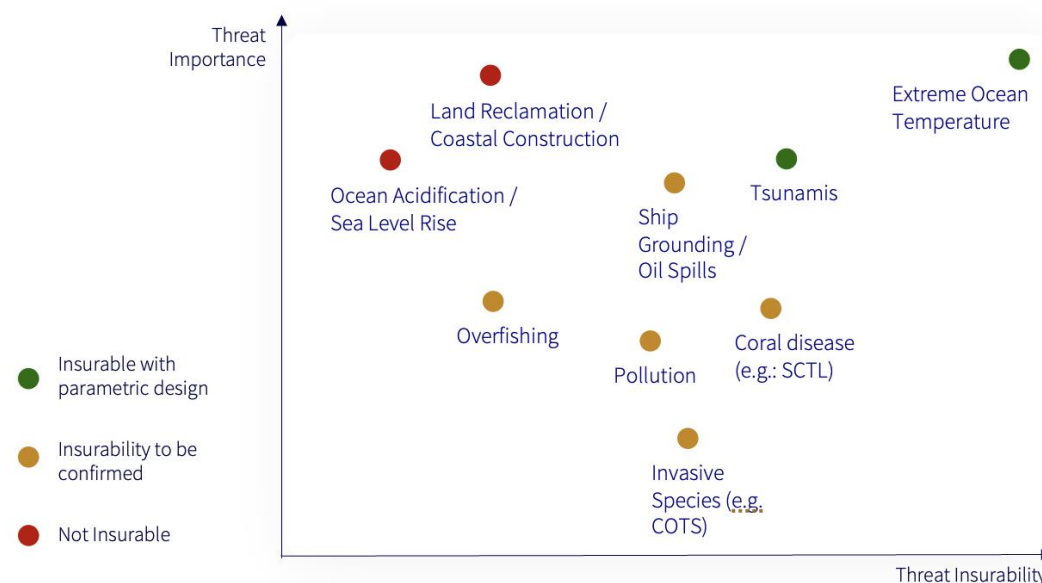 Threat
Importance
Land Reclamation /
Coastal Construction
Extreme Ocean
Temperature
Ocean Acidification /
Sea Level Rise
Tsunamis
Ship
Grounding /
Oil Spills
Overfishing
Coral disease
(e.g.: SCTL)
Pollution
Invasive
Species (e.g.
COTS)
Insurable with
parametric design
Insurability to be
confirmed
Not Insurable
Threat Insurability